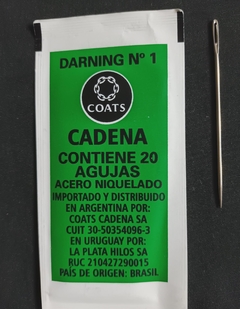 DARNING Nº 1
COATS
CADENA
CONTIENE 20
AGUJAS
ACERO NIQUELADO
IMPORTADO Y DISTRIBUIDO
EN ARGENTINA POR:
COATS CADENA SA
CUIT 30-50354096-3
EN URUGUAY POR:
LA PLATA HILOS SA
RUC 210427290015
PAÍS DE ORIGEN: BRASIL